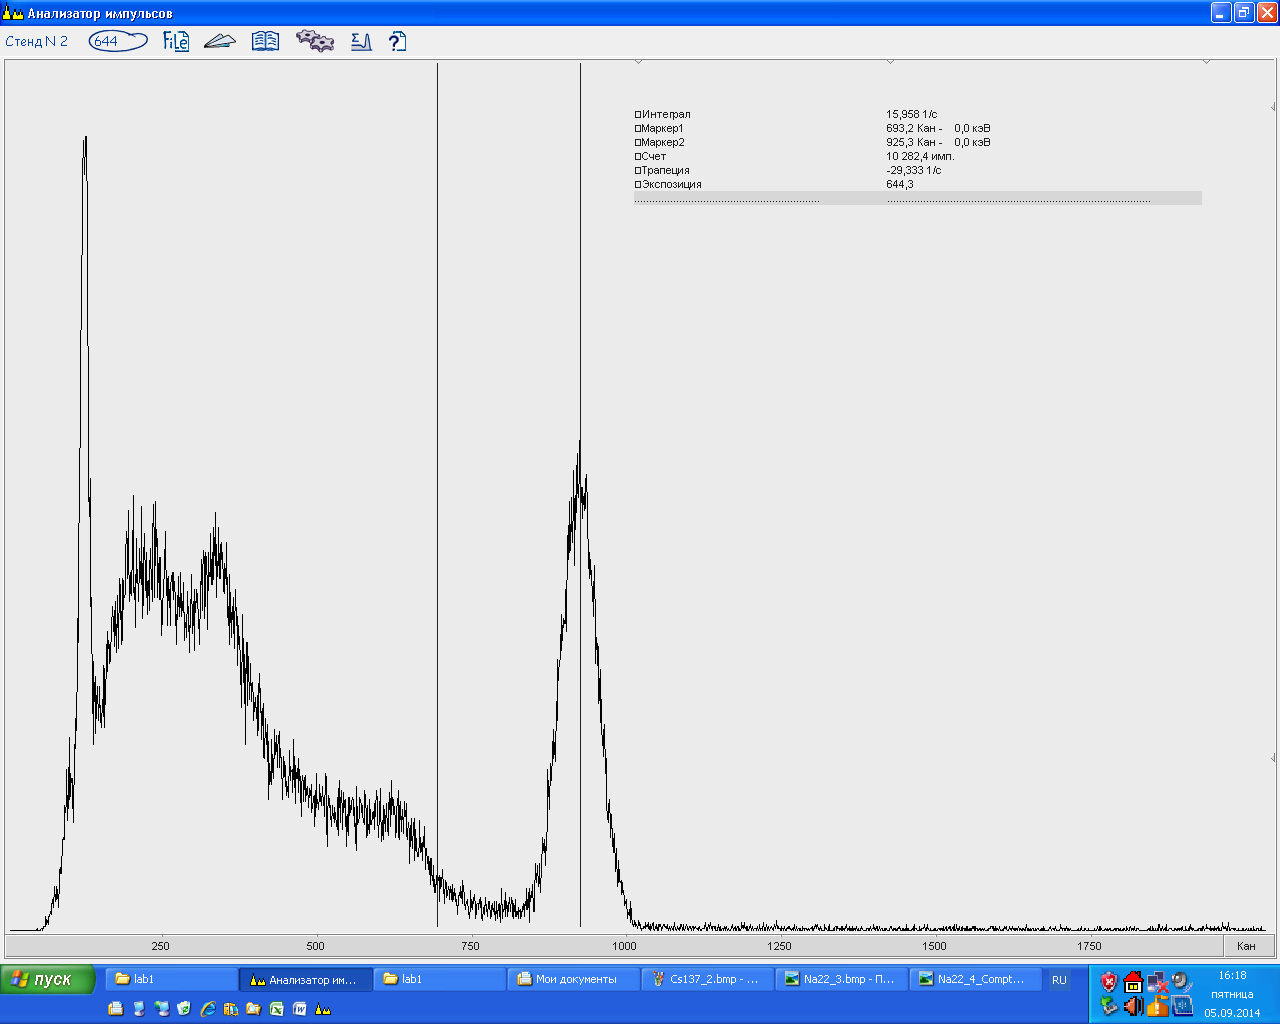 Анализатор импульсов
Стенд N 2 644 File
Интеграл 15,958 1/с
Маркер1 693,2 Кан - 0,0 кэВ
Маркер2 925,3 Кан - 0,0 кэВ
Счет 10 282,4 имп.
Трапеция -29,333 1/с
Экспозиция 644,3
250 500 750 1000 1250 1500 1750 Кан
пуск lab1 Анализатор им... lab1 Мои документы Cs137_2.bmp - ... Na22_3.bmp - П... Na22_4_Compt... RU 16:18
пятница
05.09.2014